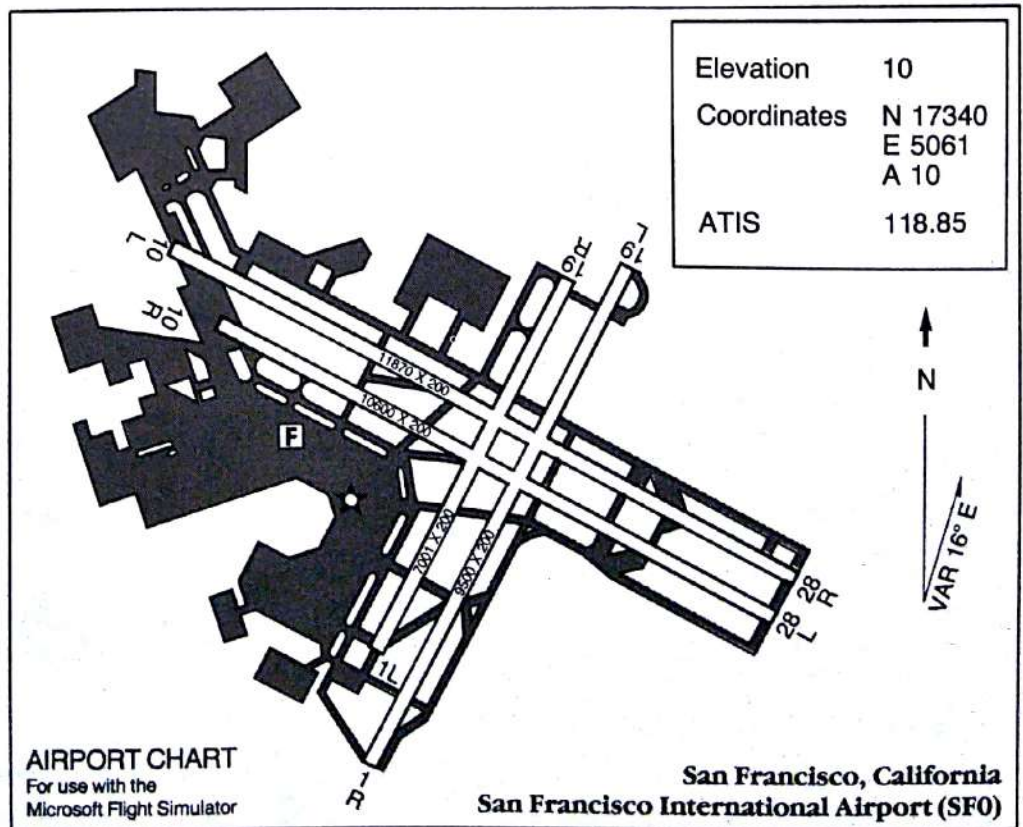 Elevation 10
Coordinates N 17340
E 5061
A 10
ATIS 118.85
10
L
19
R
19
L
10
R
11870 X 200
10600 X 200
F
N
7001 X 200
9500 X 200
VAR 16° E
28
R
28
L
1L
1
R
AIRPORT CHART
For use with the
Microsoft Flight Simulator
San Francisco, California
San Francisco International Airport (SF0)